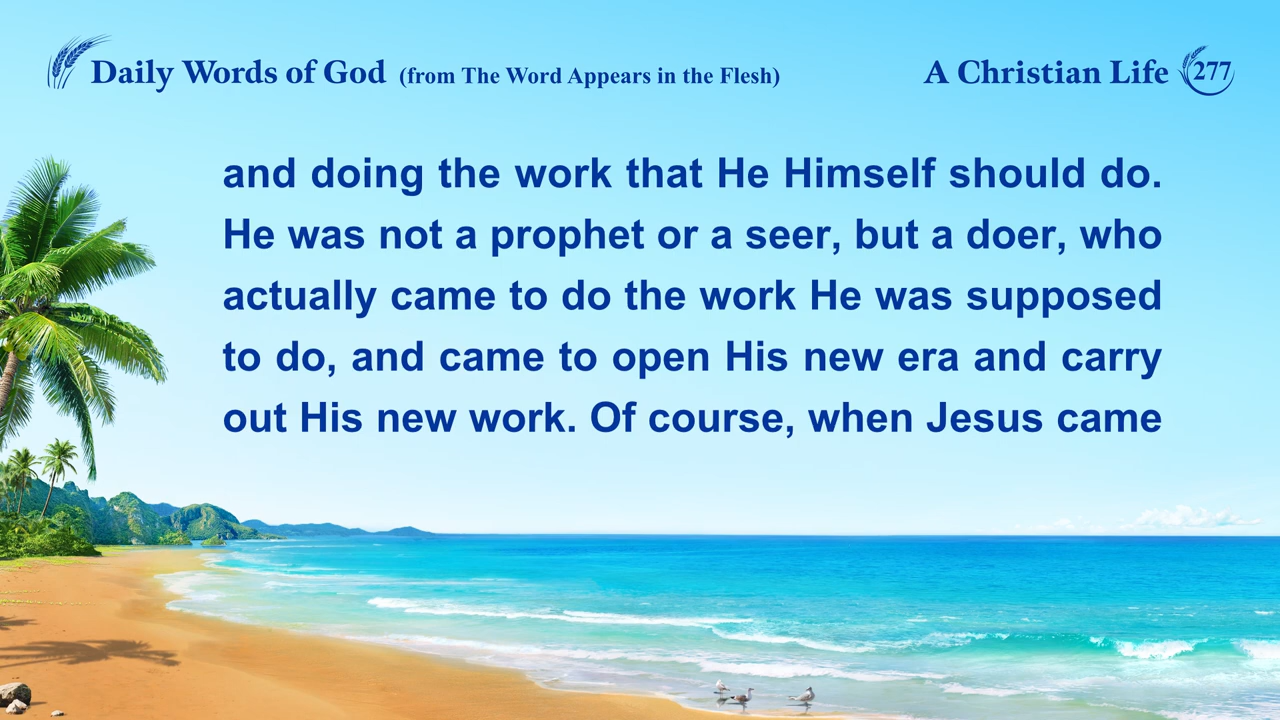 Daily Words of God (from The Word Appears in the Flesh)
A Christian Life 277
and doing the work that He Himself should do.
He was not a prophet or a seer, but a doer, who
actually came to do the work He was supposed
to do, and came to open His new era and carry
out His new work. Of course, when Jesus came